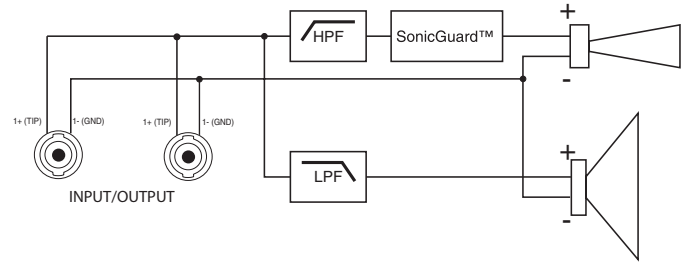 +
HPF
SonicGuard™
-
1+ (TIP)
1- (GND)
1+ (TIP)
1- (GND)
+
LPF
INPUT/OUTPUT
-